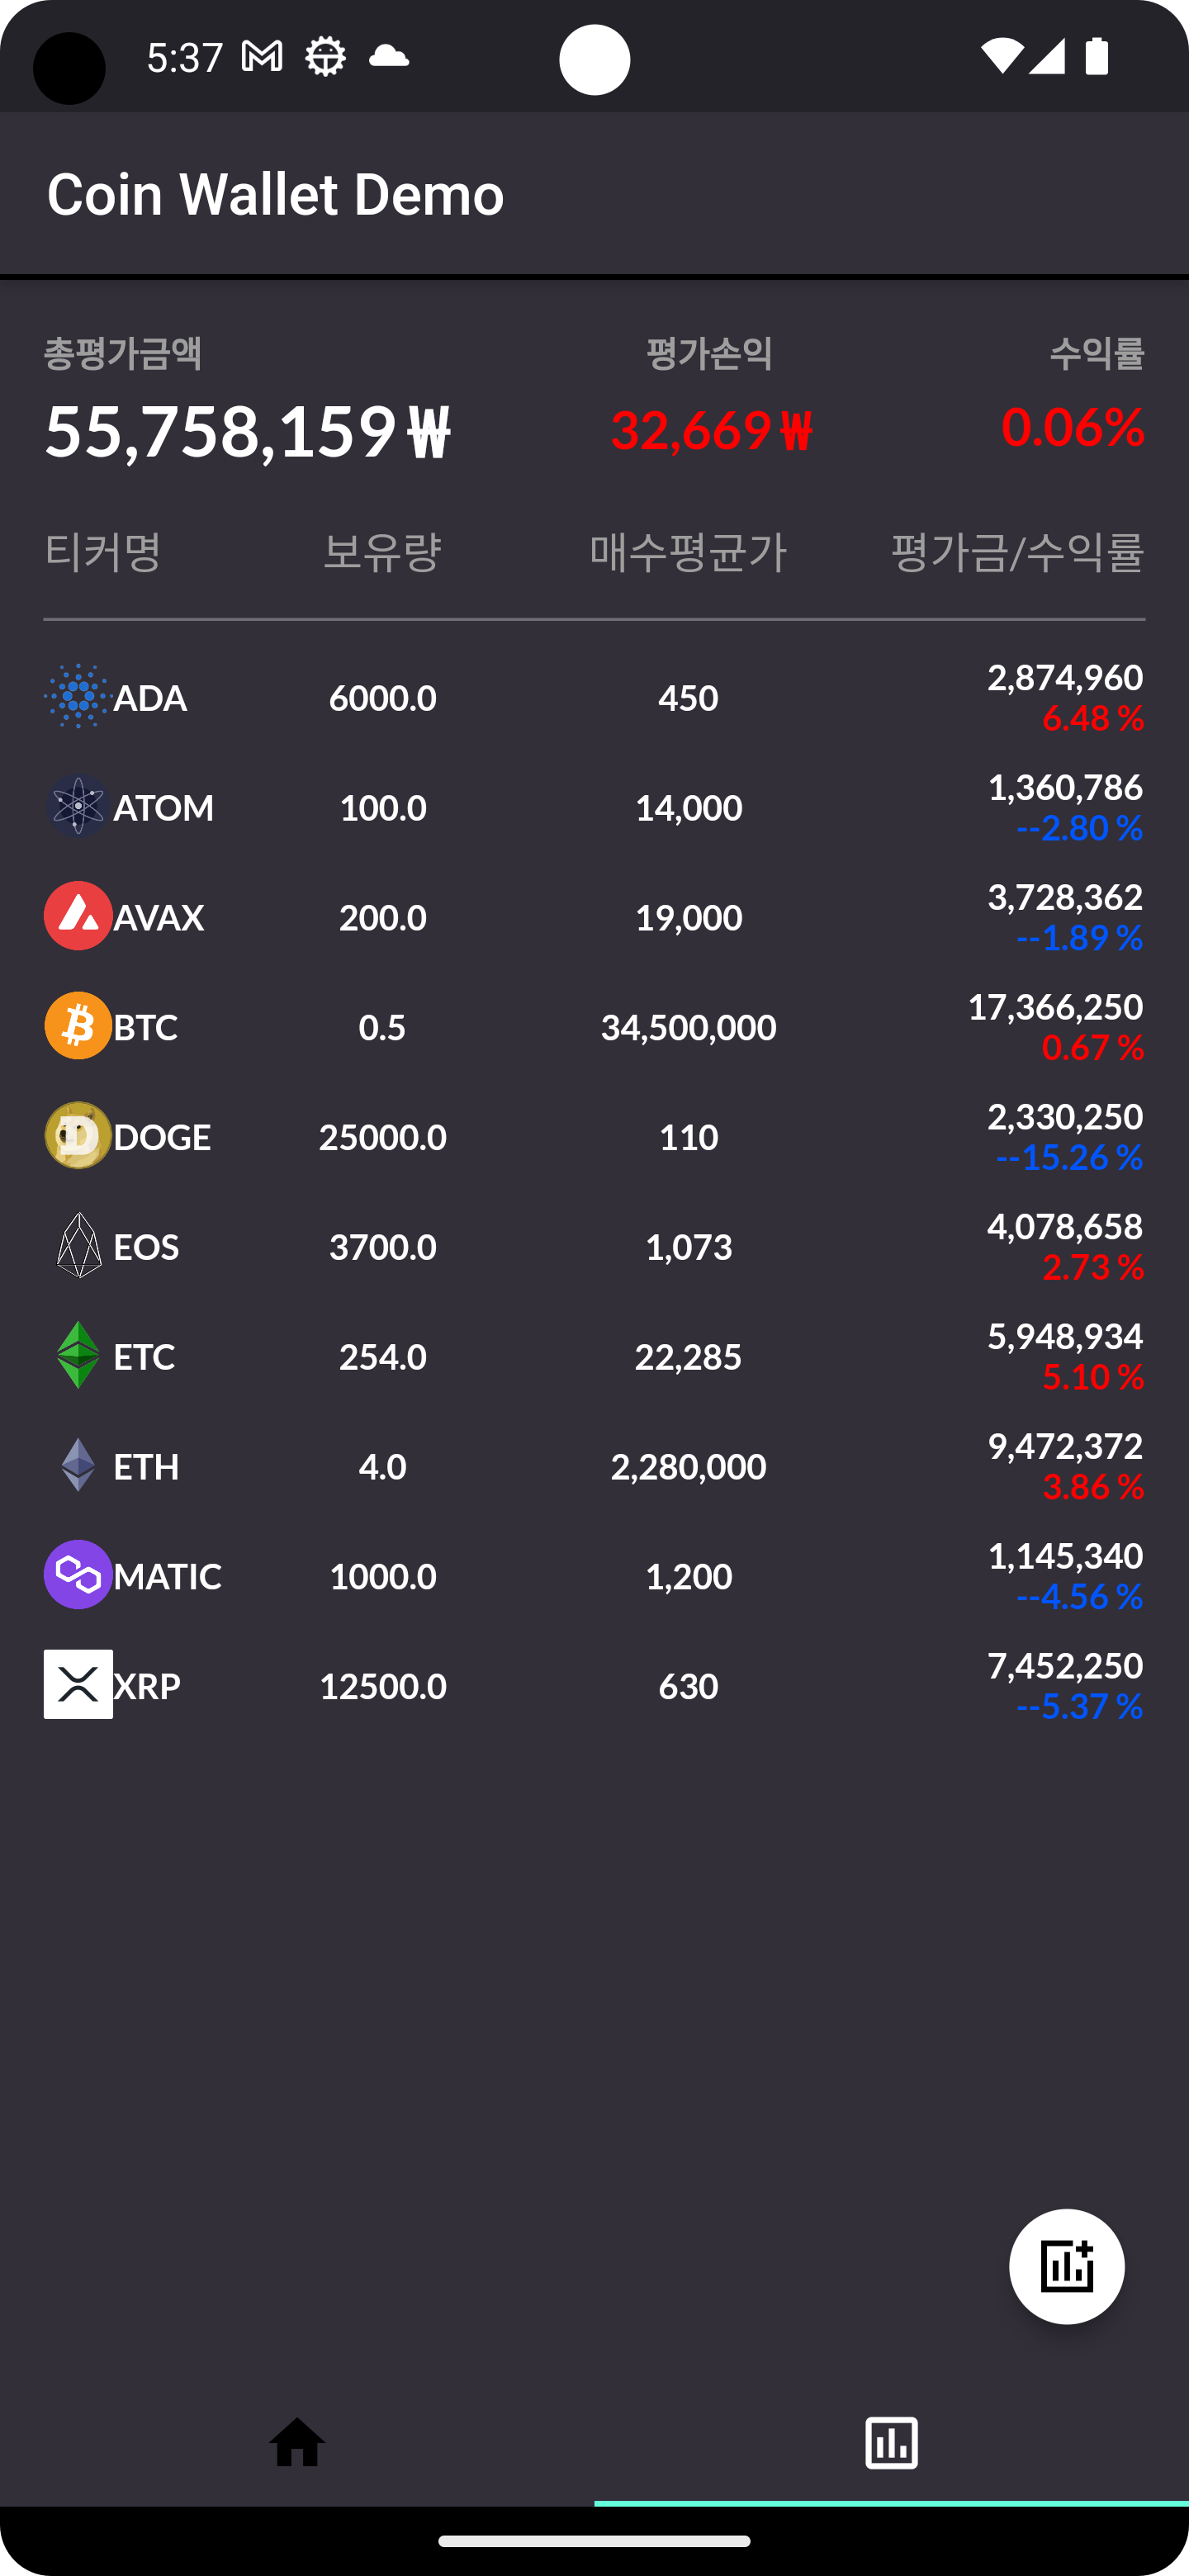 5:37
Coin Wallet Demo
총평가금액 평가손익 수익률
55,758,159₩ 32,669₩ 0.06%
티커명 보유량 매수평균가 평가금/수익률
ADA 6000.0 450 2,874,960
6.48 %
ATOM 100.0 14,000 1,360,786
--2.80 %
AVAX 200.0 19,000 3,728,362
--1.89 %
BTC 0.5 34,500,000 17,366,250
0.67 %
DOGE 25000.0 110 2,330,250
--15.26 %
EOS 3700.0 1,073 4,078,658
2.73 %
ETC 254.0 22,285 5,948,934
5.10 %
ETH 4.0 2,280,000 9,472,372
3.86 %
MATIC 1000.0 1,200 1,145,340
--4.56 %
XRP 12500.0 630 7,452,250
--5.37 %